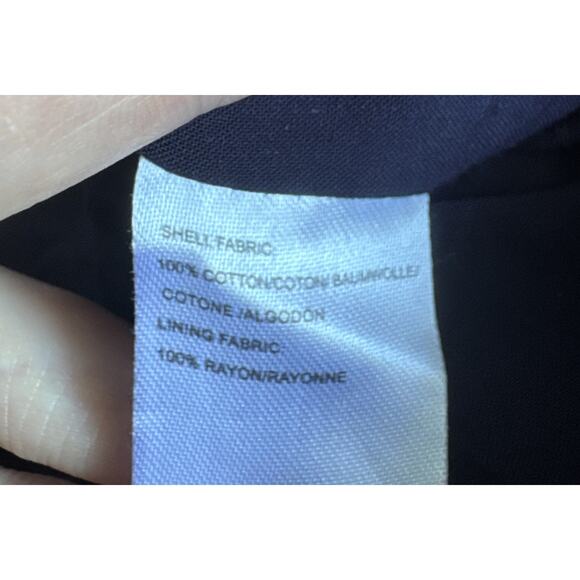 SHELL FABRIC
100% COTTON/COTON/ BAUMWOLLE/
COTONE /ALGODON
LINING FABRIC
100% RAYON/RAYONNE